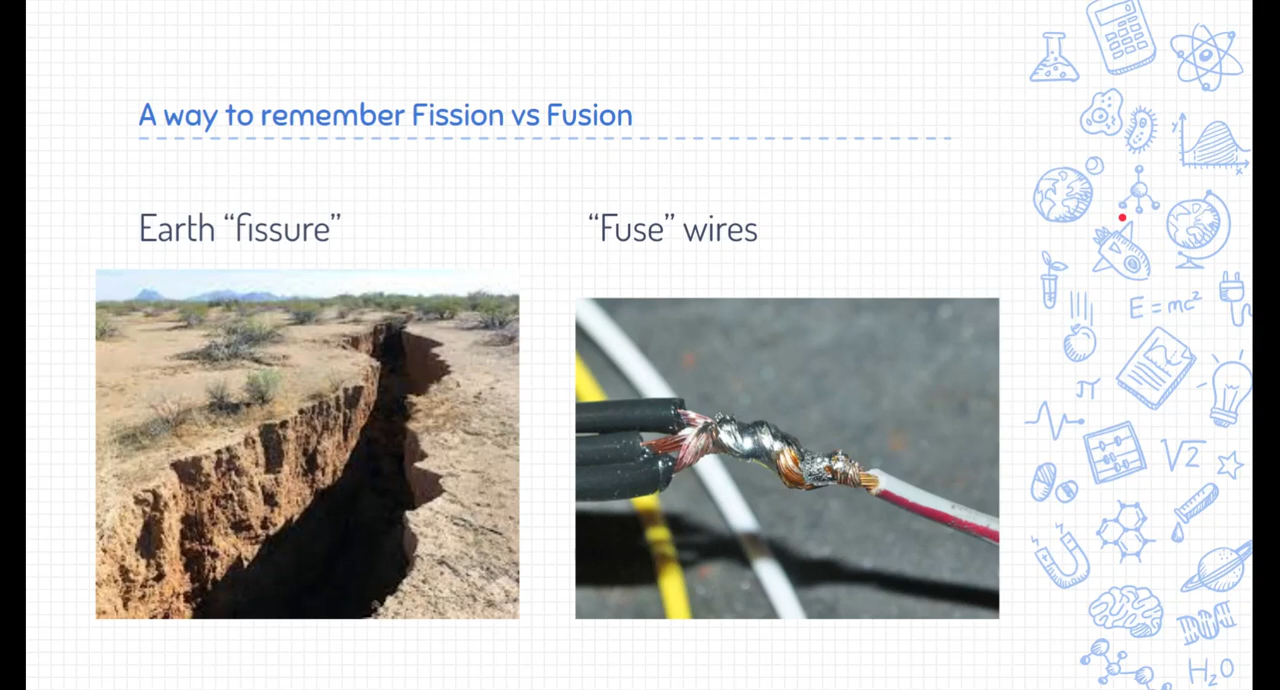 A way to remember Fission vs Fusion
Earth “fissure”
“Fuse” wires
y
x
E = mc²
π
√2
H₂O